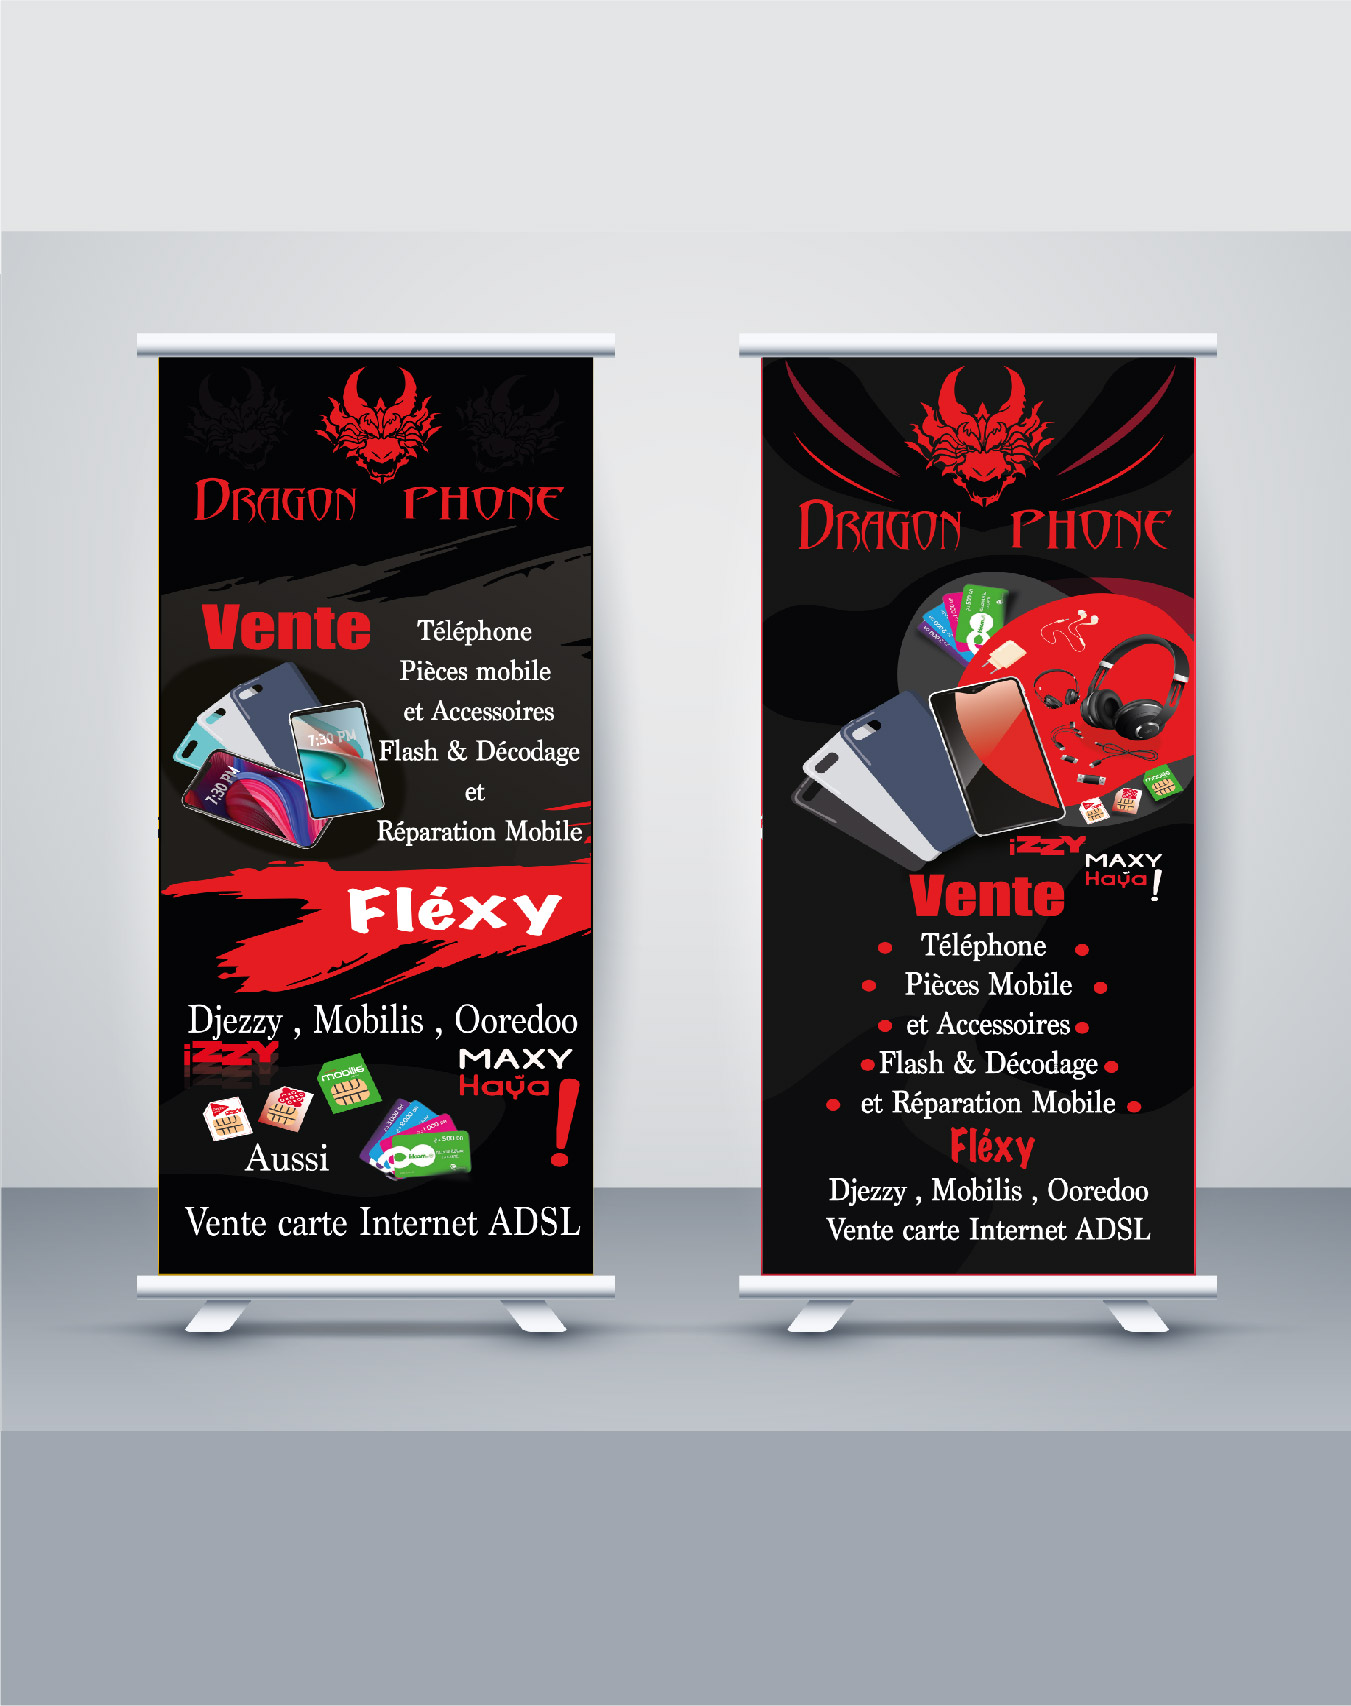 DRAGON PHONE
Vente
Téléphone
Pièces mobile
et Accessoires
Flash & Décodage
et
Réparation Mobile
7:30 PM
7:30 PM
Fléxy
Djezzy , Mobilis , Ooredoo
iZZY
MAXY
Haya !
mobilis
Aussi
Vente carte Internet ADSL
DRAGON PHONE
iZZY
MAXY
Haya !
Vente
Téléphone
Pièces Mobile
et Accessoires
Flash & Décodage
et Réparation Mobile
Fléxy
Djezzy , Mobilis , Ooredoo
Vente carte Internet ADSL